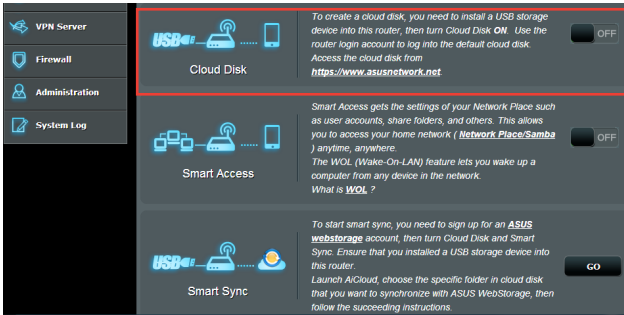 VPN Server
Firewall
Administration
System Log
USB
Cloud Disk
To create a cloud disk, you need to install a USB storage
device into this router, then turn Cloud Disk ON. Use the
router login account to log into the default cloud disk.
Access the cloud disk from
https://www.asusnetwork.net.
OFF
Smart Access
Smart Access gets the settings of your Network Place such
as user accounts, share folders, and others. This allows
you to access your home network ( Network Place/Samba
) anytime, anywhere.
The WOL (Wake-On-LAN) feature lets you wake up a
computer from any device in the network.
What is WOL ?
OFF
USB
Smart Sync
To start smart sync, you need to sign up for an ASUS
webstorage account, then turn Cloud Disk and Smart
Sync. Ensure that you installed a USB storage device into
this router.
Launch AiCloud, choose the specific folder in cloud disk
that you want to synchronize with ASUS WebStorage, then
follow the succeeding instructions.
GO